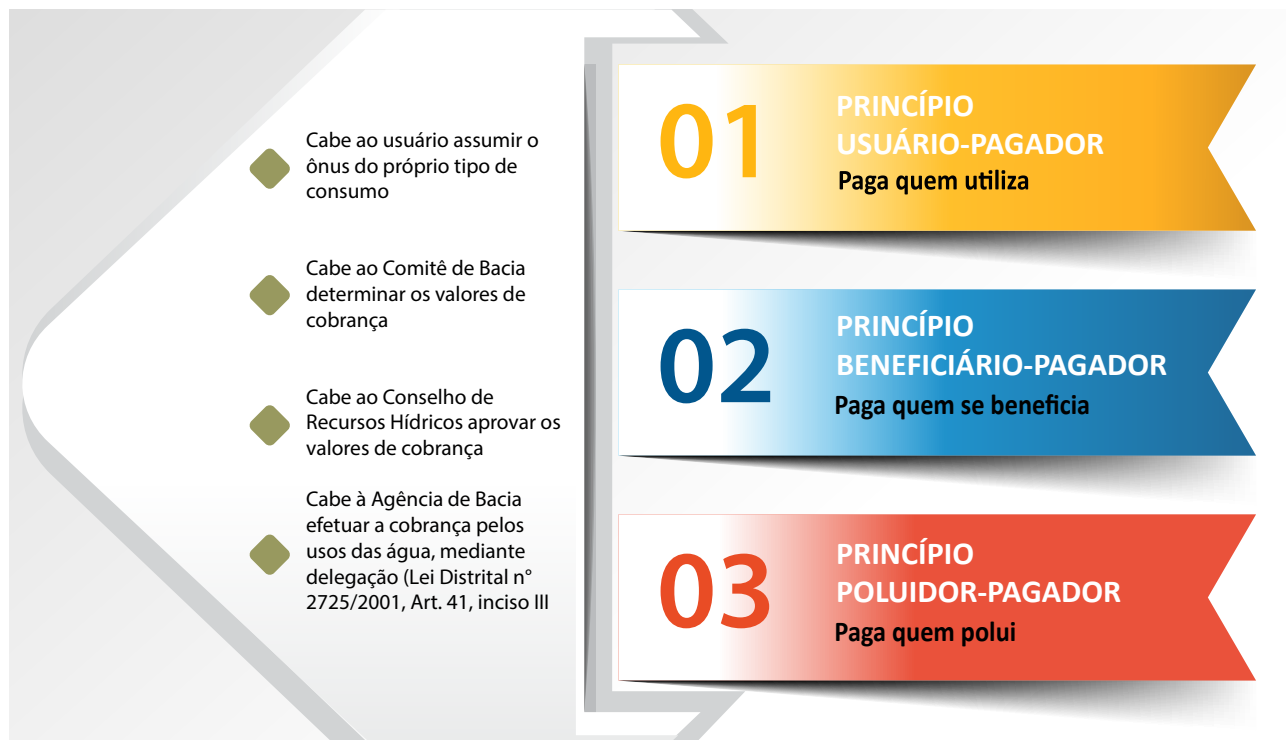 Cabe ao usuário assumir o
ônus do próprio tipo de
consumo
Cabe ao Comitê de Bacia
determinar os valores de
cobrança
Cabe ao Conselho de
Recursos Hídricos aprovar os
valores de cobrança
Cabe à Agência de Bacia
efetuar a cobrança pelos
usos das água, mediante
delegação (Lei Distrital n°
2725/2001, Art. 41, inciso III
01
PRINCÍPIO
USUÁRIO-PAGADOR
Paga quem utiliza
02
PRINCÍPIO
BENEFICIÁRIO-PAGADOR
Paga quem se beneficia
03
PRINCÍPIO
POLUIDOR-PAGADOR
Paga quem polui